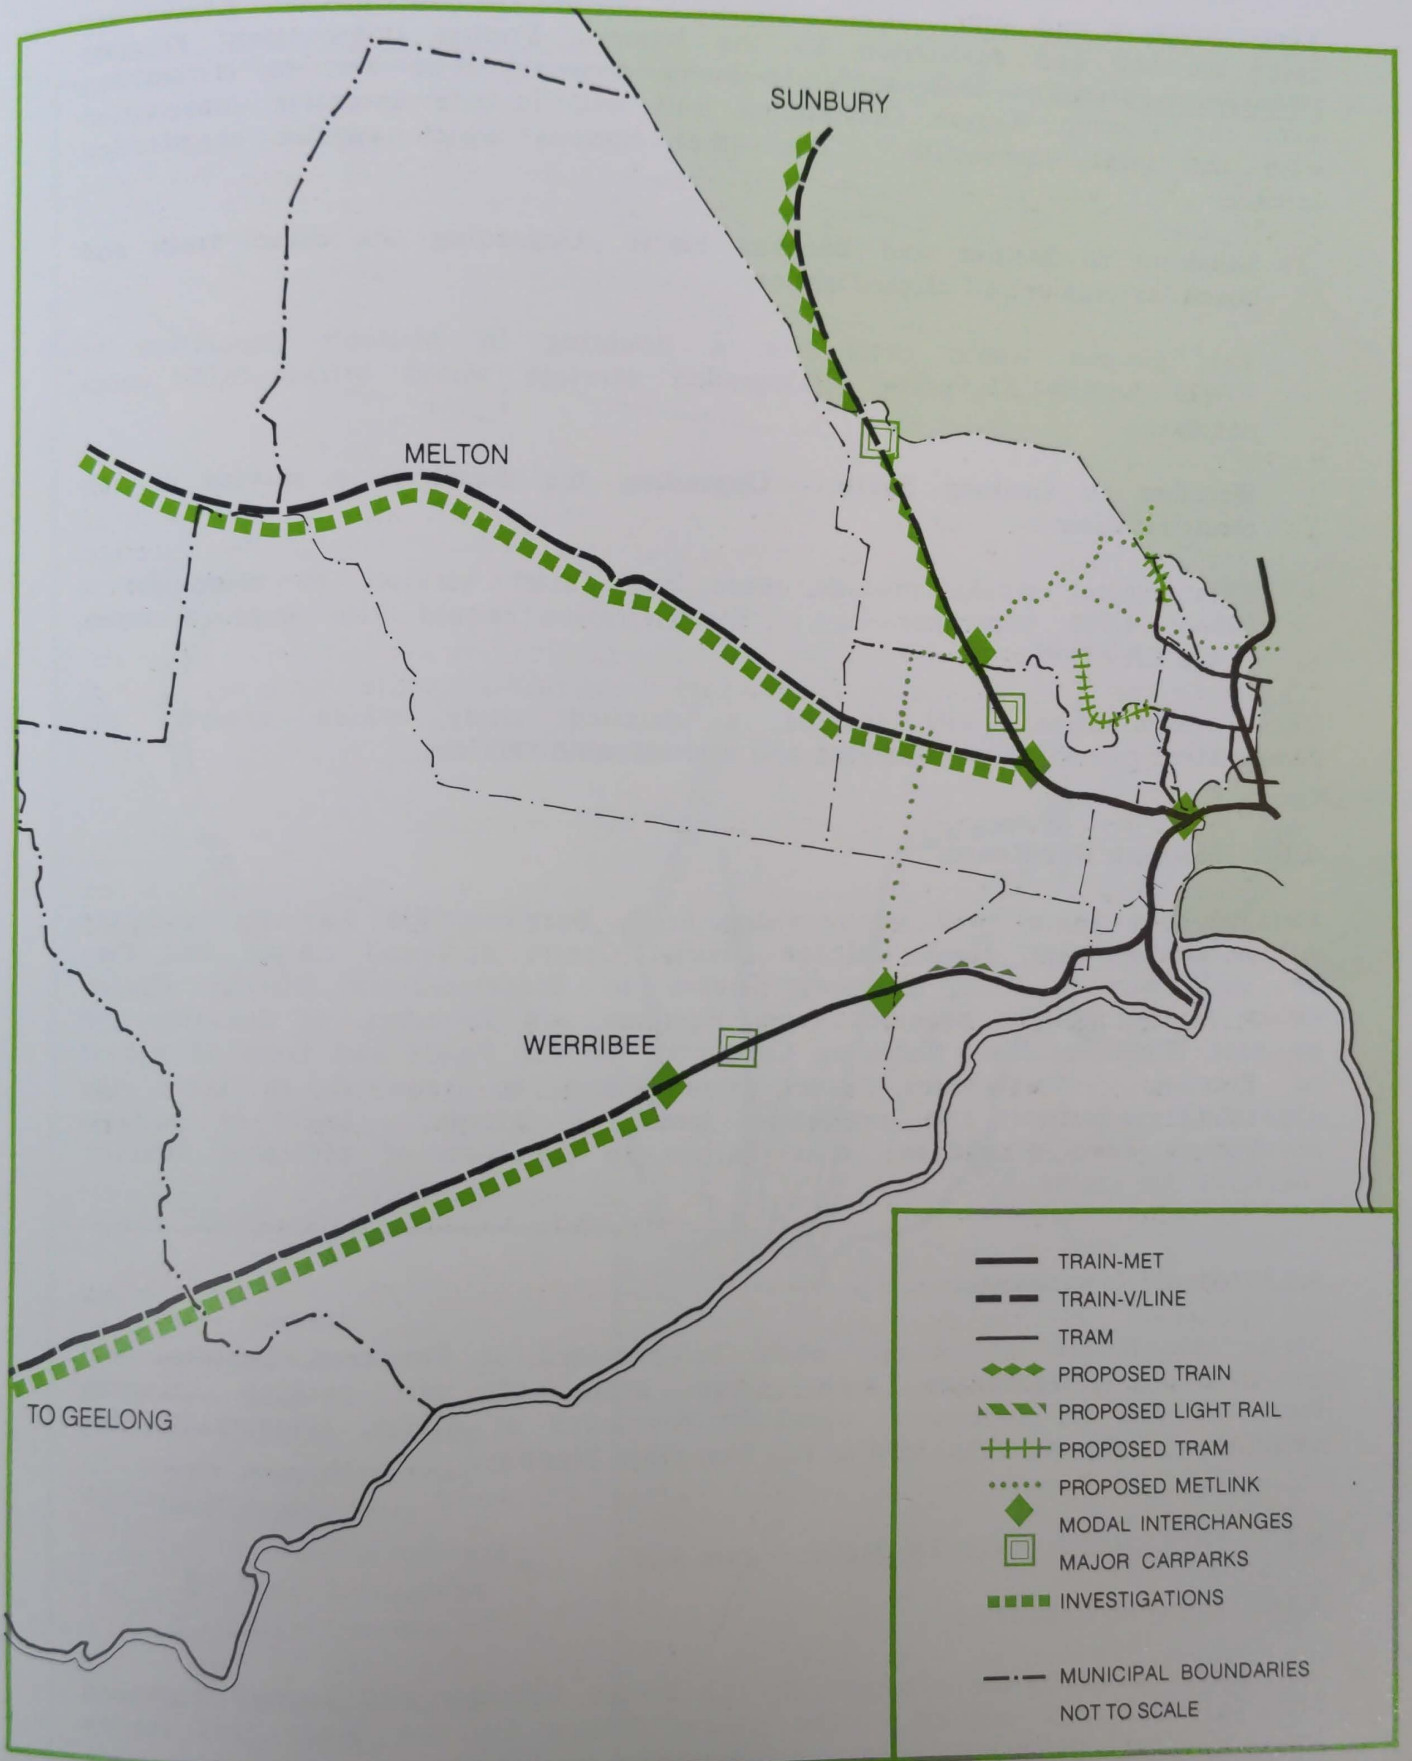 SUNBURY
MELTON
WERRIBEE
TO GEELONG
TRAIN-MET
TRAIN-V/LINE
TRAM
PROPOSED TRAIN
PROPOSED LIGHT RAIL
PROPOSED TRAM
PROPOSED METLINK
MODAL INTERCHANGES
MAJOR CARPARKS
INVESTIGATIONS
MUNICIPAL BOUNDARIES
NOT TO SCALE